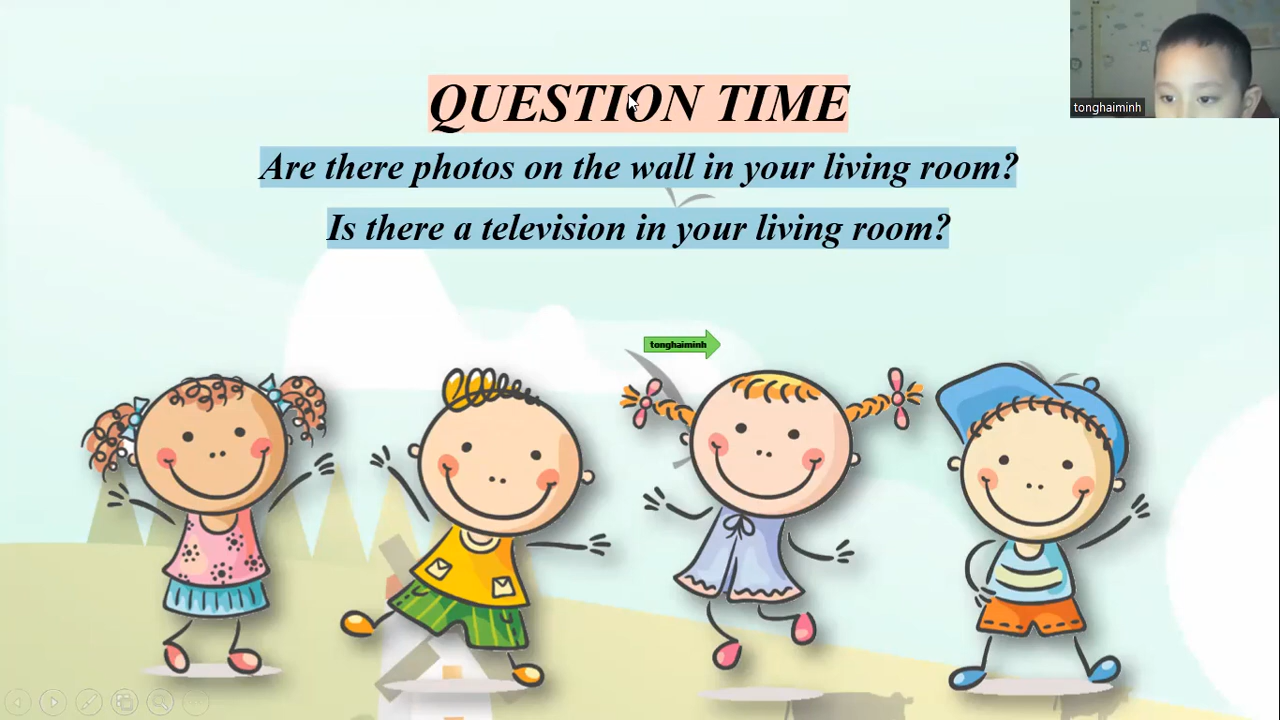 QUESTION TIME
tonghaiminh
Are there photos on the wall in your living room?
Is there a television in your living room?
tonghaiminh